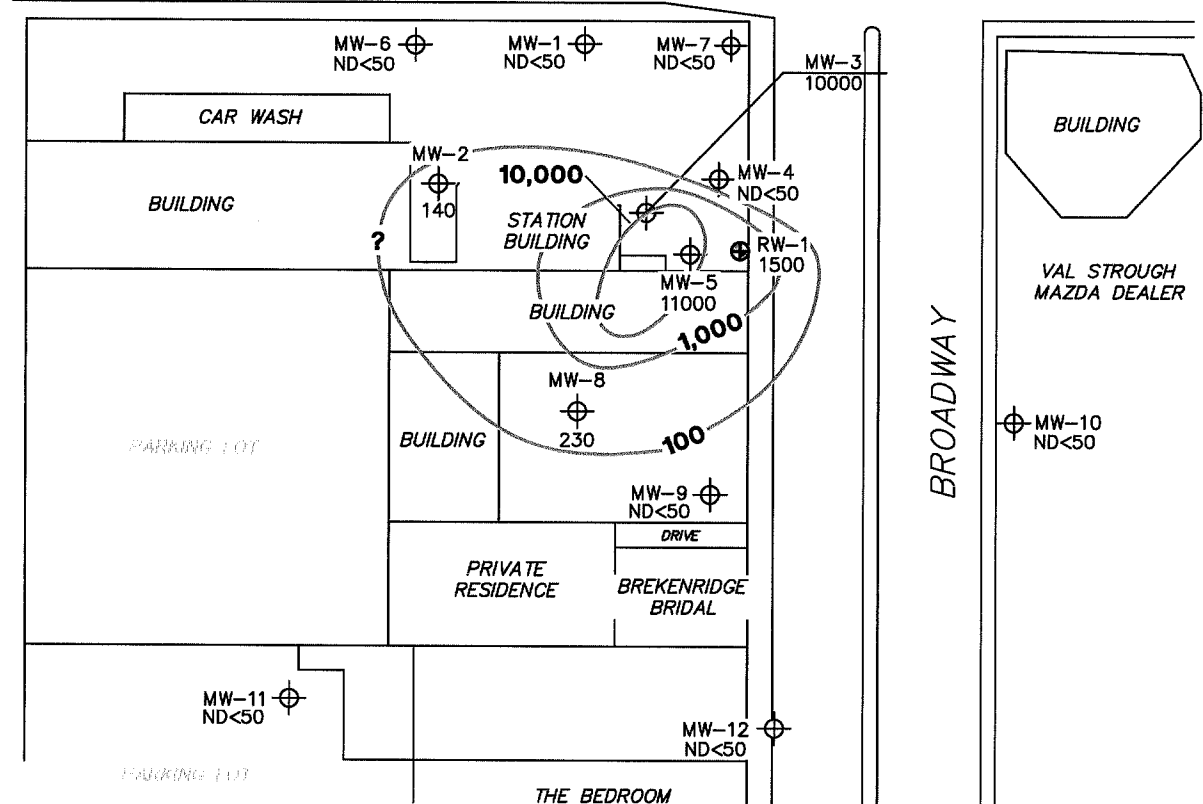 MW-6
ND<50
MW-1
ND<50
MW-7
ND<50
MW-3
10000
CAR WASH
BUILDING
MW-2
140
10,000
MW-4
ND<50
BUILDING
STATION
BUILDING
?
RW-1
1500
MW-5
11000
BUILDING
1,000
VAL STROUGH
MAZDA DEALER
MW-8
230
BUILDING
100
BROADWAY
MW-10
ND<50
PARKING LOT
MW-9
ND<50
DRIVE
PRIVATE
RESIDENCE
BREKENRIDGE
BRIDAL
MW-11
ND<50
MW-12
ND<50
PARKING LOT
THE BEDROOM